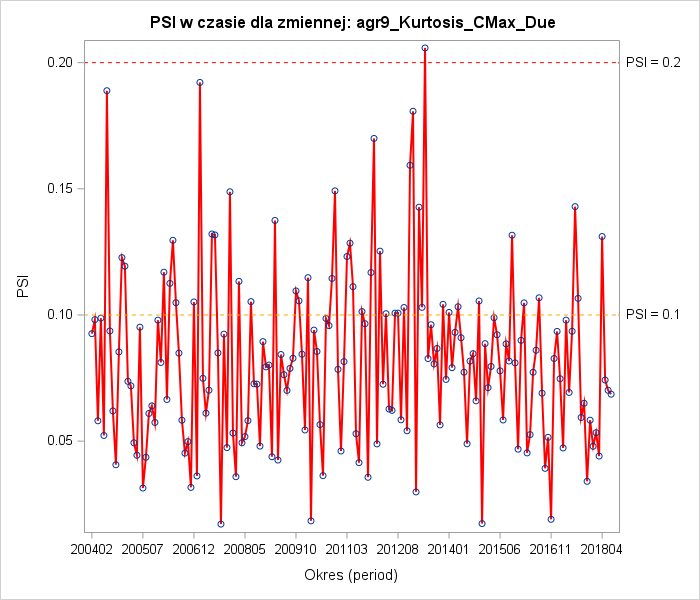 PSI w czasie dla zmiennej: agr9_Kurtosis_CMax_Due
0.20
PSI = 0.2
0.15
PSI
0.10
PSI = 0.1
0.05
200402 200507 200612 200805 200910 201103 201208 201401 201506 201611 201804
Okres (period)